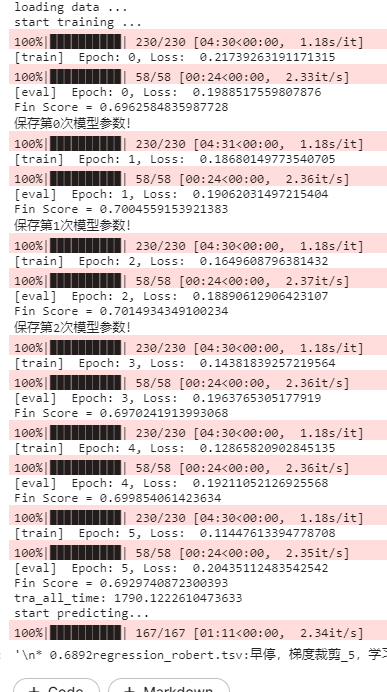 loading data ...
start training ...
100%|██████████| 230/230 [04:30<00:00,  1.18s/it]
[train]  Epoch: 0, Loss:  0.21739263191171315
100%|██████████| 58/58 [00:24<00:00,  2.33it/s]
[eval]  Epoch: 0, Loss:  0.1988517559807876
Fin Score = 0.6962584835987728
保存第0次模型参数!
100%|██████████| 230/230 [04:31<00:00,  1.18s/it]
[train]  Epoch: 1, Loss:  0.18680149773540705
100%|██████████| 58/58 [00:24<00:00,  2.36it/s]
[eval]  Epoch: 1, Loss:  0.19062031497215404
Fin Score = 0.7004559153921383
保存第1次模型参数!
100%|██████████| 230/230 [04:30<00:00,  1.18s/it]
[train]  Epoch: 2, Loss:  0.1649608796381432
100%|██████████| 58/58 [00:24<00:00,  2.37it/s]
[eval]  Epoch: 2, Loss:  0.18890612906423107
Fin Score = 0.7014934349100234
保存第2次模型参数!
100%|██████████| 230/230 [04:30<00:00,  1.18s/it]
[train]  Epoch: 3, Loss:  0.14381839257219564
100%|██████████| 58/58 [00:24<00:00,  2.36it/s]
[eval]  Epoch: 3, Loss:  0.1963765305177919
Fin Score = 0.6970241913993068
100%|██████████| 230/230 [04:30<00:00,  1.18s/it]
[train]  Epoch: 4, Loss:  0.12865820902845135
100%|██████████| 58/58 [00:24<00:00,  2.36it/s]
[eval]  Epoch: 4, Loss:  0.19211052126925568
Fin Score = 0.699854061423634
100%|██████████| 230/230 [04:30<00:00,  1.18s/it]
[train]  Epoch: 5, Loss:  0.11447613394778708
100%|██████████| 58/58 [00:24<00:00,  2.35it/s]
[eval]  Epoch: 5, Loss:  0.20435112483542542
Fin Score = 0.6929740872300393
tra_all_time: 1790.1222610473633
start predicting...
100%|██████████| 167/167 [01:11<00:00,  2.34it/s]
'\n* 0.6892regression_robert.tsv:早停, 梯度裁剪_5, 学习
+ Code + Markdown